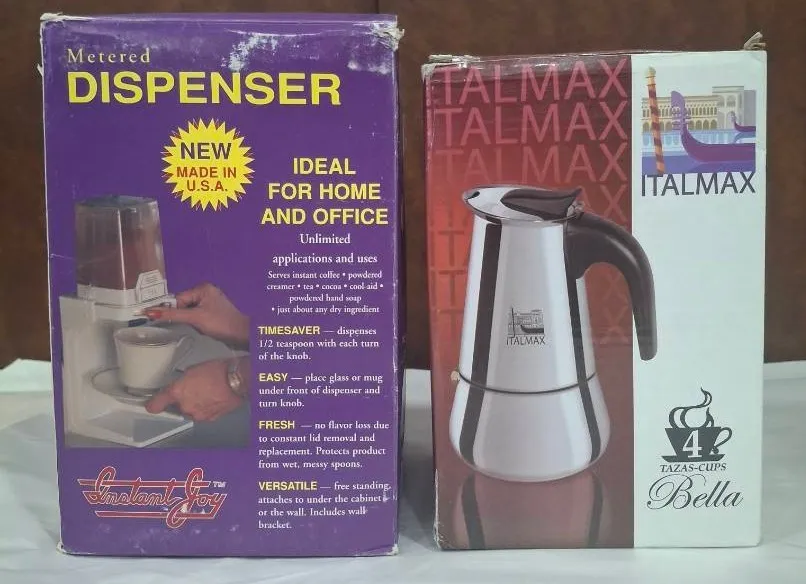 Metered
DISPENSER
NEW
MADE IN
U.S.A.
IDEAL
FOR HOME
AND OFFICE
Unlimited
applications and uses
Serves instant coffee • powdered
creamer • tea • cocoa • cool-aid •
powdered hand soap
• just about any dry ingredient
TIMESAVER — dispenses
1/2 teaspoon with each turn
of the knob.
EASY — place glass or mug
under front of dispenser and
turn knob.
FRESH — no flavor loss due
to constant lid removal and
replacement. Protects product
from wet, messy spoons.
VERSATILE — free standing,
attaches to under the cabinet
or the wall. Includes wall
bracket.
Instant Joy™
ITALMAX
TALMAX
TALMAX
ITALMAX
ITALMAX
4
TAZAS-CUPS
Bella